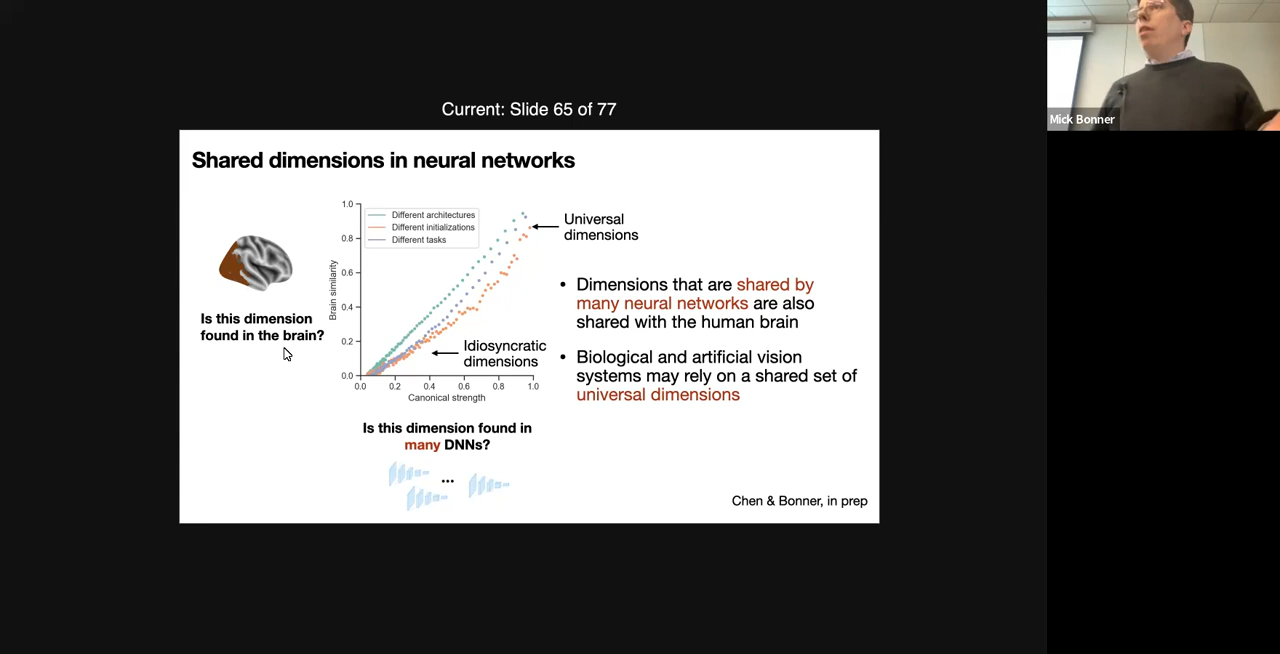 Current: Slide 65 of 77
Mick Bonner
Shared dimensions in neural networks
Is this dimension
found in the brain?
1.0
0.8
0.6
0.4
0.2
0.0
Brain similarity
Different architectures
Different initializations
Different tasks
0.0 0.2 0.4 0.6 0.8 1.0
Canonical strength
Universal
dimensions
Idiosyncratic
dimensions
Is this dimension found in
many DNNs?
...
• Dimensions that are shared by
many neural networks are also
shared with the human brain
• Biological and artificial vision
systems may rely on a shared set of
universal dimensions
Chen & Bonner, in prep